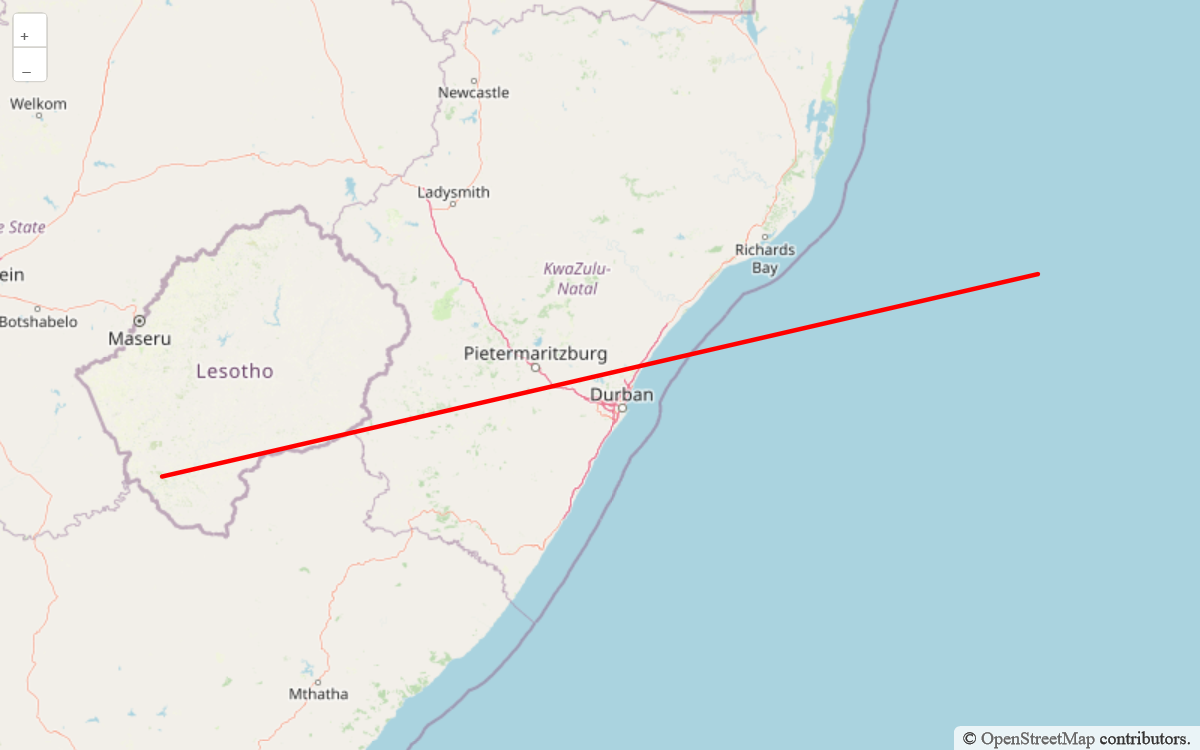 +
–
Newcastle
Welkom
Ladysmith
e State
Richards
Bay
KwaZulu-
Natal
ein
Botshabelo
Maseru
Pietermaritzburg
Lesotho
Durban
Mthatha
© OpenStreetMap contributors.